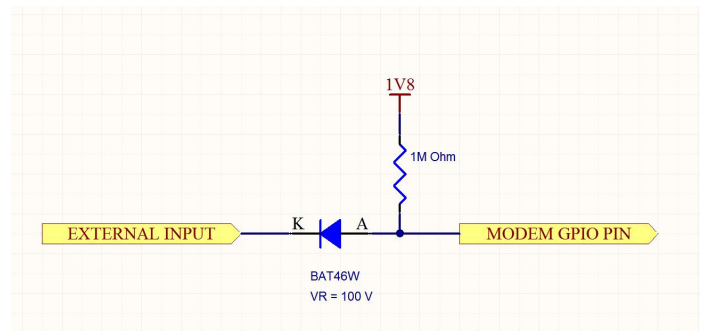 1V8
1M Ohm
EXTERNAL INPUT
K
A
MODEM GPIO PIN
BAT46W
VR = 100 V